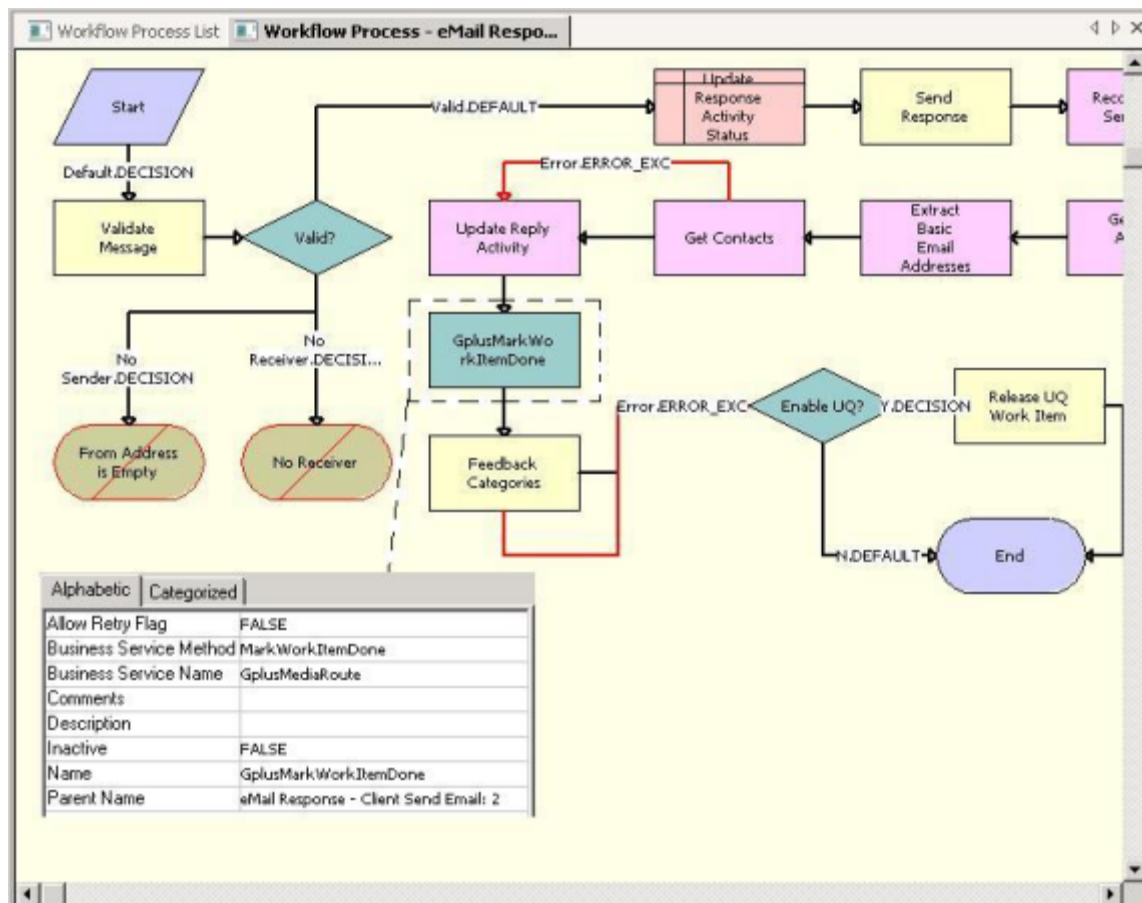 Workflow Process List
Workflow Process - eMail Respo...
Start
Valid.DEFAULT
Update
Response
Activity
Status
Send
Response
Reco
Ser
Default.DECISION
Error.ERROR_EXC
Validate
Message
Valid?
Update Reply
Activity
Get Contacts
Extract
Basic
Email
Addresses
Ge
A
No
Sender.DECISION
No
Receiver.DECISI...
GplusMarkWo
rkItemDone
From Address
is Empty
No Receiver
Error.ERROR_EXC
Enable UQ?
Y.DECISION
Release UQ
Work Item
Feedback
Categories
N.DEFAULT
End
Alphabetic
Categorized
Allow Retry Flag FALSE
Business Service Method MarkWorkItemDone
Business Service Name GplusMediaRoute
Comments
Description
Inactive FALSE
Name GplusMarkWorkItemDone
Parent Name eMail Response - Client Send Email: 2